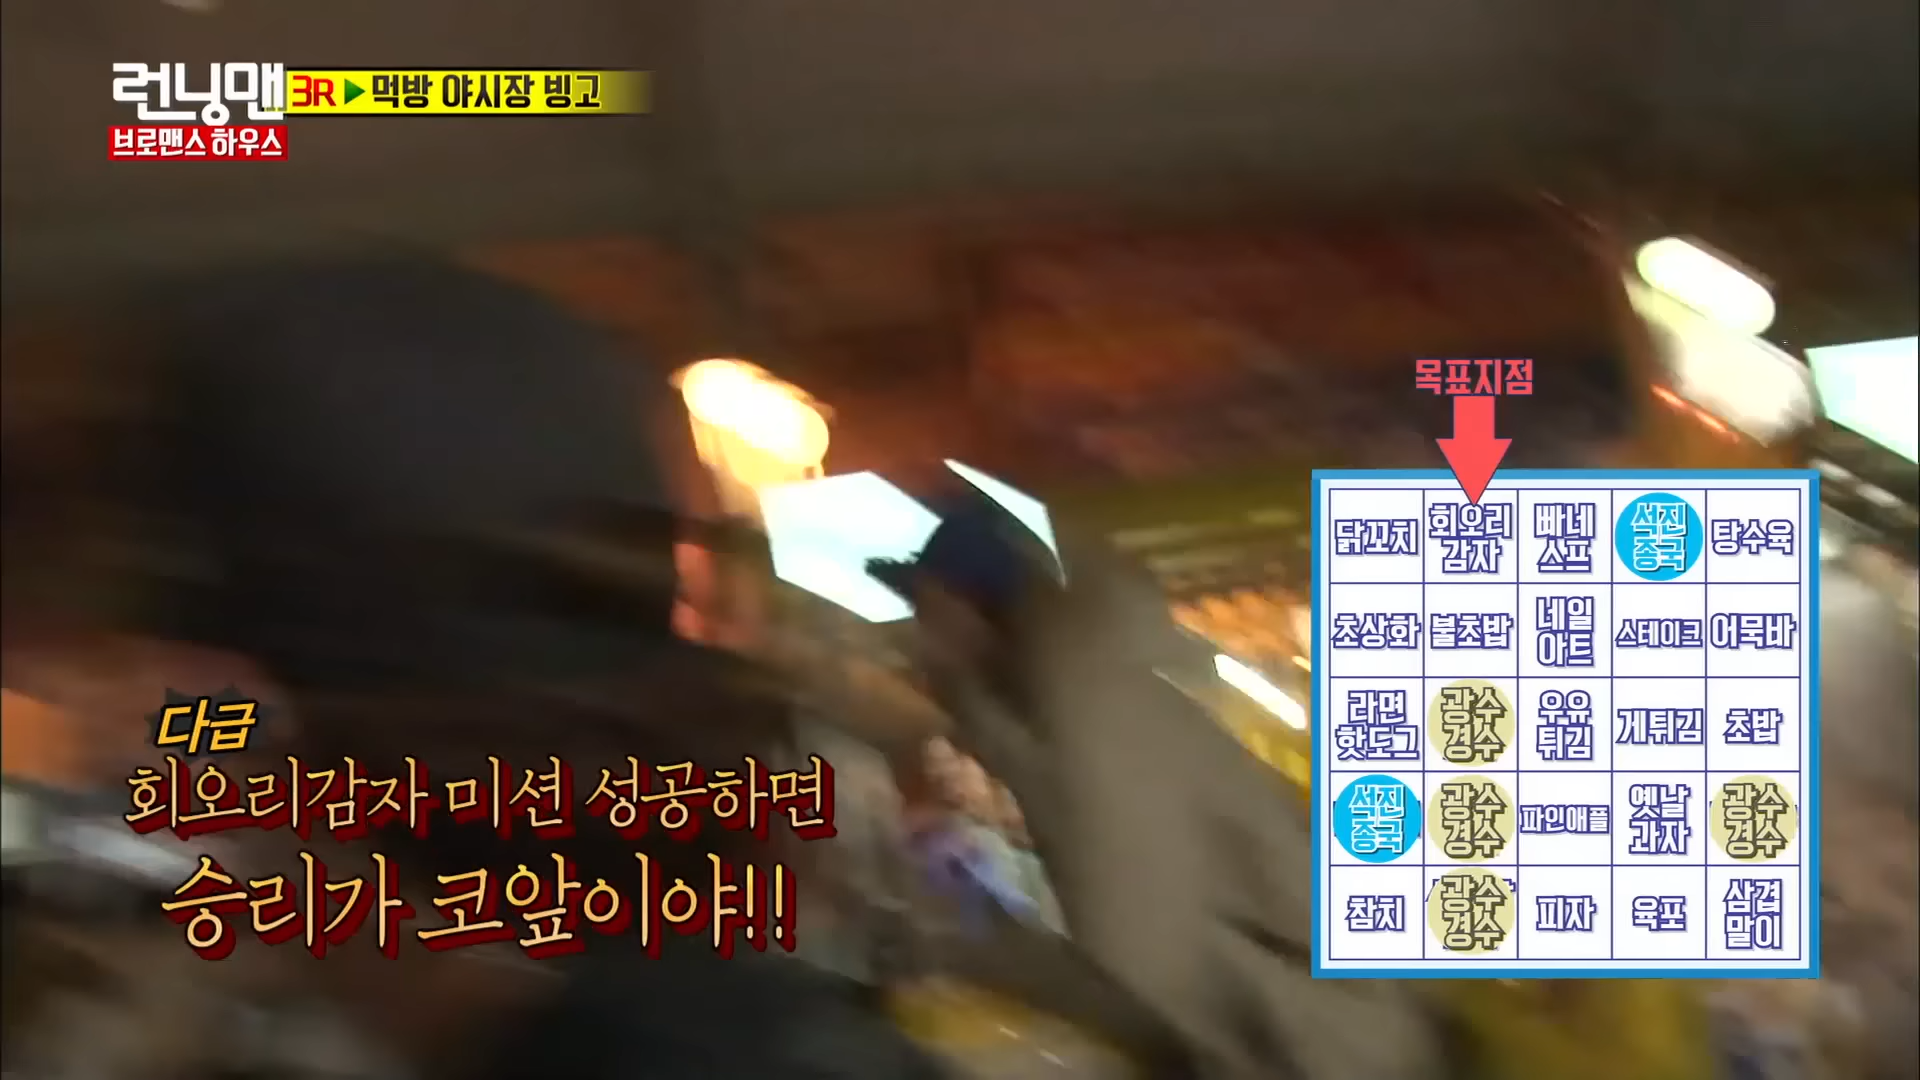 런닝맨 3R ▶ 먹방 야시장 빙고
브로맨스 하우스
목표지점
닭꼬치 회오리 감자 빠네 스프 석진 종국 탕수육
초상화 불초밥 네일 아트 스테이크 어묵바
라면 핫도그 광수 경수 우유 튀김 게튀김 초밥
석진 종국 광수 경수 파인애플 옛날 과자 광수 경수
참치 광수 경수 피자 육포 삼겹 말이
다급
회오리감자 미션 성공하면
승리가 코앞이야!!